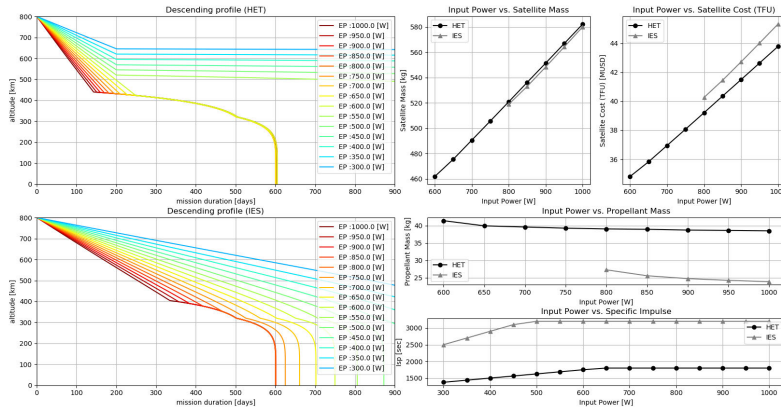 Descending profile (HET)
800
700
600
500
400
300
200
100
0
altitude [km]
0 100 200 300 400 500 600 700 800 900
mission duration [days]
EP :1000.0 [W]
EP :950.0 [W]
EP :900.0 [W]
EP :850.0 [W]
EP :800.0 [W]
EP :750.0 [W]
EP :700.0 [W]
EP :650.0 [W]
EP :600.0 [W]
EP :550.0 [W]
EP :500.0 [W]
EP :450.0 [W]
EP :400.0 [W]
EP :350.0 [W]
EP :300.0 [W]
Input Power vs. Satellite Mass
580
560
540
520
500
480
460
Satellite Mass [kg]
600 700 800 900 1000
Input Power [W]
HET
IES
Input Power vs. Satellite Cost (TFU)
44
42
40
38
36
Satellite Cost (TFU) [MUSD]
600 700 800 900 1000
Input Power [W]
HET
IES
Descending profile (IES)
800
700
600
500
400
300
200
100
0
altitude [km]
0 100 200 300 400 500 600 700 800 900
mission duration [days]
EP :1000.0 [W]
EP :950.0 [W]
EP :900.0 [W]
EP :850.0 [W]
EP :800.0 [W]
EP :750.0 [W]
EP :700.0 [W]
EP :650.0 [W]
EP :600.0 [W]
EP :550.0 [W]
EP :500.0 [W]
EP :450.0 [W]
EP :400.0 [W]
EP :350.0 [W]
EP :300.0 [W]
Input Power vs. Propellant Mass
40
35
30
25
Propellant Mass [kg]
600 650 700 750 800 850 900 950 1000
Input Power [W]
HET
IES
Input Power vs. Specific Impulse
3000
2500
2000
1500
Isp [sec]
300 400 500 600 700 800 900 1000
Input Power [W]
HET
IES